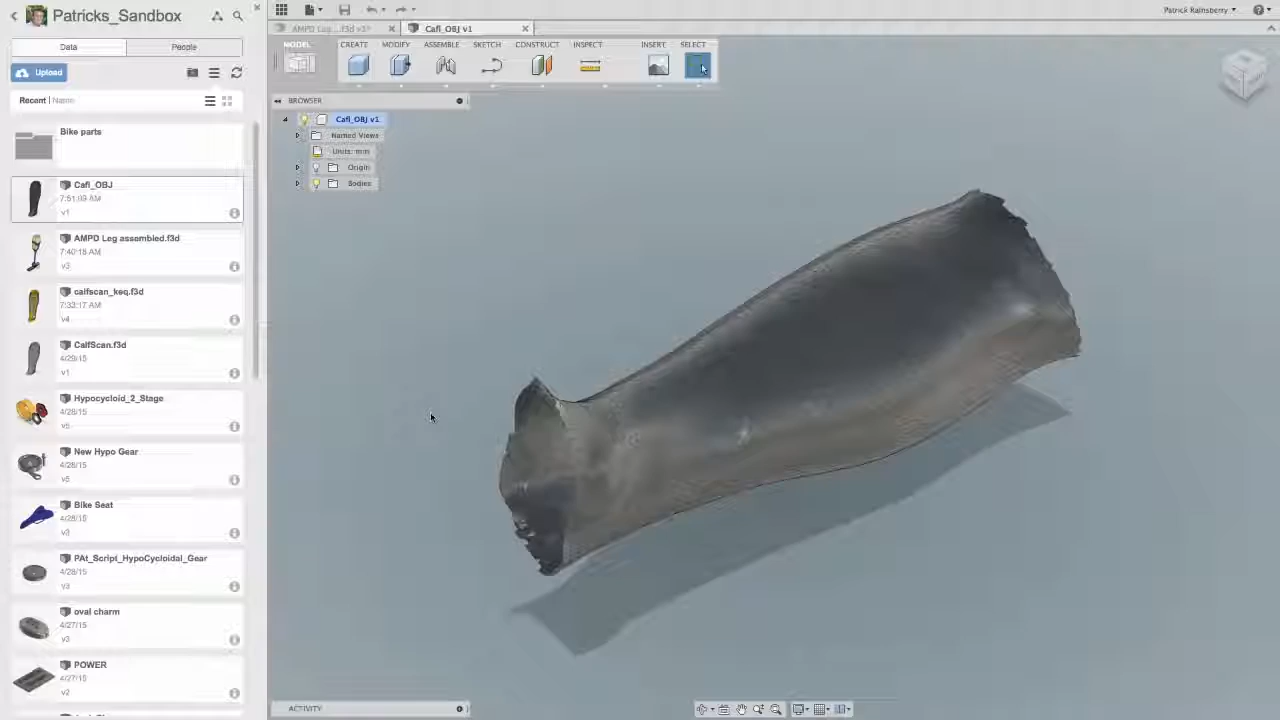 Patricks_Sandbox
Data
People
Upload
Recent | Name
Bike parts
Cafl_OBJ
7:51:09 AM
v1
AMPD Leg assembled.f3d
7:40:16 AM
v3
calfscan_keq.f3d
7:33:17 AM
v4
CalfScan.f3d
4/29/15
v1
Hypocycloid_2_Stage
4/28/15
v5
New Hypo Gear
4/28/15
v5
Bike Seat
4/28/15
v3
PAt_Script_HypoCycloidal_Gear
4/28/15
v3
oval charm
4/27/15
v3
POWER
4/27/15
v2
Patrick Rainsberry
AMPD Leg ...f3d v3*
Cafl_OBJ v1
MODEL
CREATE
MODIFY
ASSEMBLE
SKETCH
CONSTRUCT
INSPECT
INSERT
SELECT
BROWSER
Cafl_OBJ v1
Named Views
Units: mm
Origin
Bodies
ACTIVITY